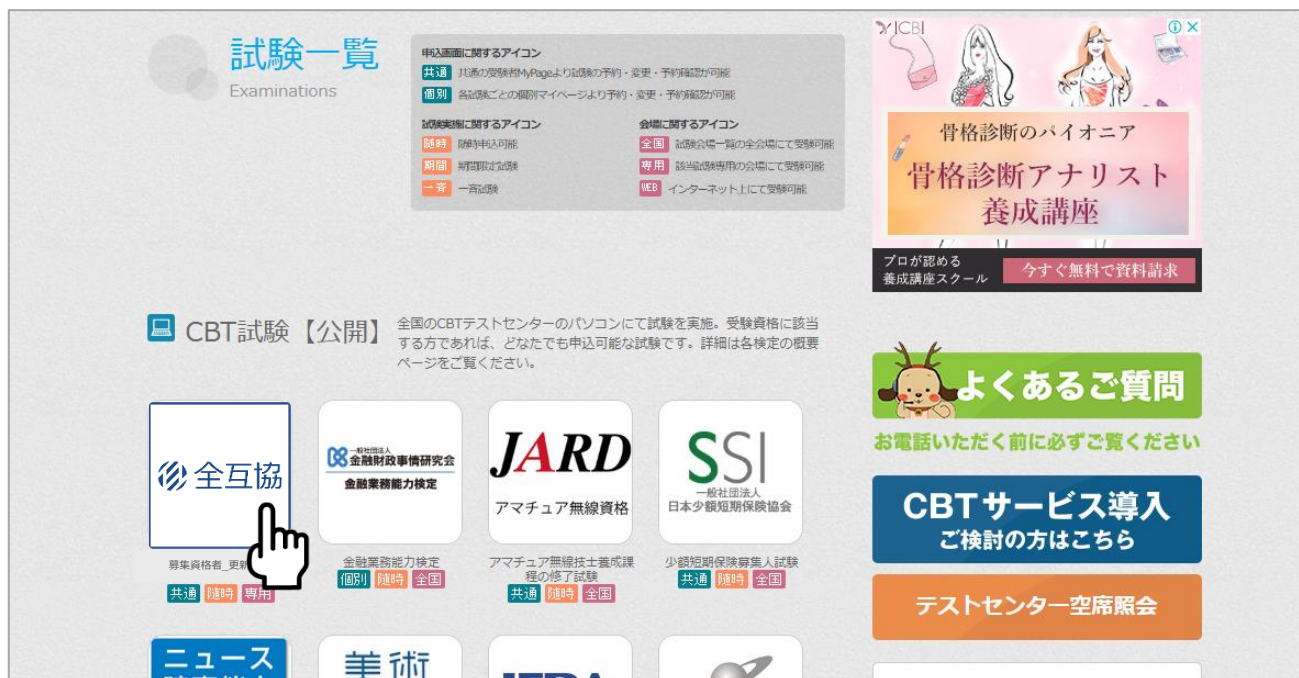 試験一覧
Examinations
申込画面に関するアイコン
共通 共通の受験者MyPageより試験の予約・変更・予約確認が可能
個別 各試験ごとの個別マイページより予約・変更・予約確認が可能
試験実施に関するアイコン
随時 随時申込可能
期間 期間限定試験
一斉 一斉試験
会場に関するアイコン
全国 試験会場一覧の全会場にて受験可能
専用 該当試験専用の会場にて受験可能
WEB インターネット上にて受験可能
ICBI
骨格診断のパイオニア
骨格診断アナリスト
養成講座
プロが認める
養成講座スクール
今すぐ無料で資料請求
CBT試験【公開】
全国のCBTテストセンターのパソコンにて試験を実施。受験資格に該当
する方であれば、どなたでも申込可能な試験です。詳細は各検定の概要
ページをご覧ください。
全互協
募集資格者_更新
共通 随時 専用
一般社団法人
金融財政事情研究会
金融業務能力検定
金融業務能力検定
個別 随時 全国
JARD
アマチュア無線資格
アマチュア無線技士養成課
程の修了試験
共通 随時 全国
SSI
一般社団法人
日本少額短期保険協会
少額短期保険募集人試験
共通 随時 全国
よくあるご質問
お電話いただく前に必ずご覧ください
CBTサービス導入
ご検討の方はこちら
テストセンター空席照会
ニュース
美術